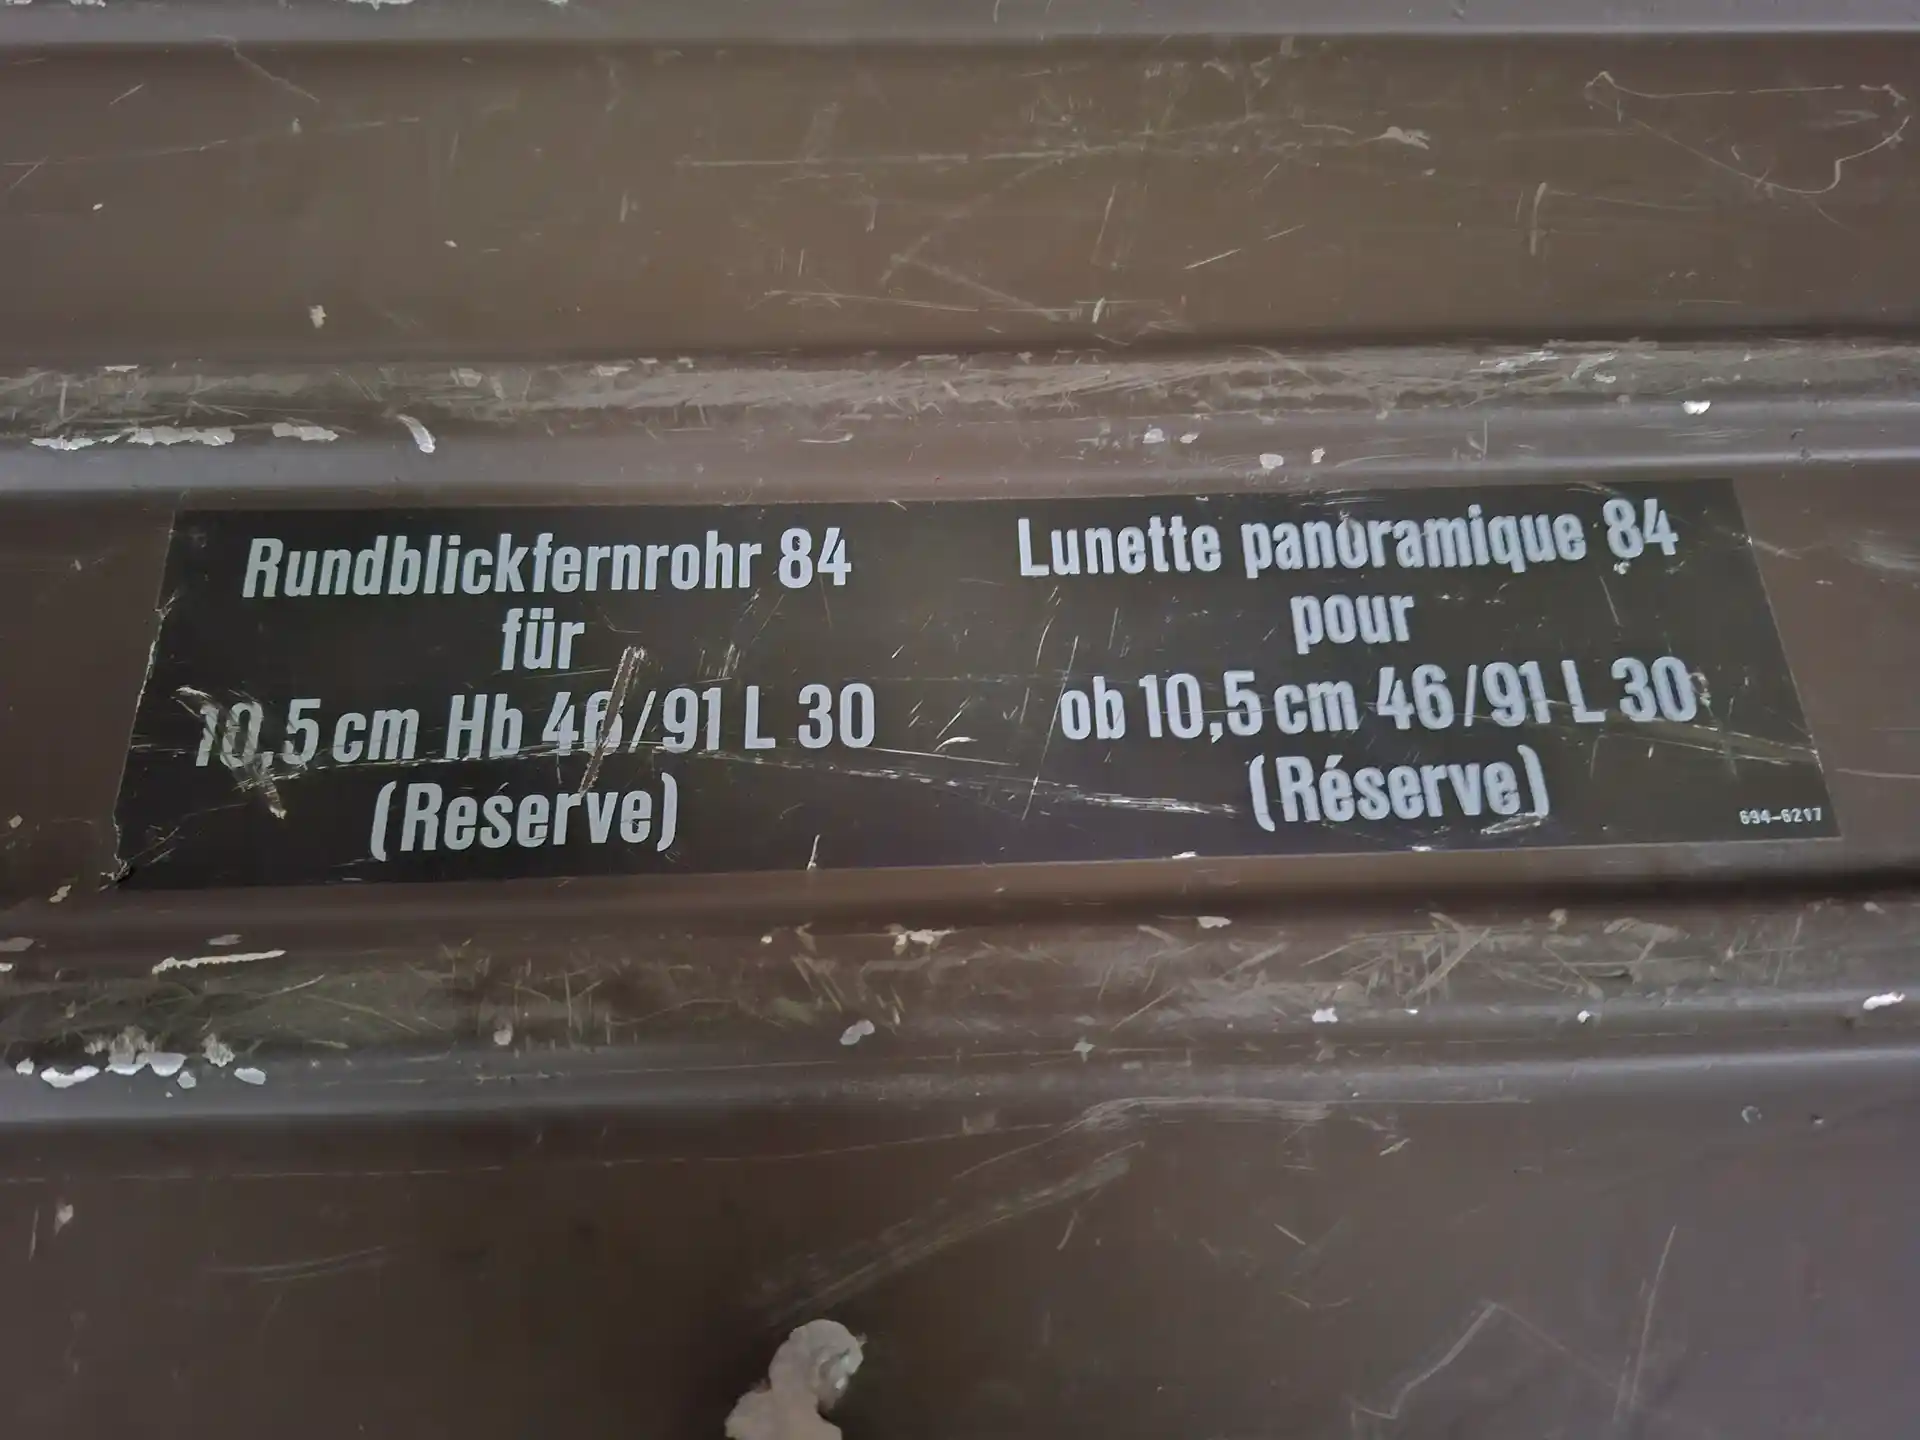 Rundblickfernrohr 84
für
10,5 cm Hb 46/91 L 30
(Reserve)
Lunette panoramique 84
pour
ob 10,5 cm 46/91 L 30
(Réserve)
694-6217